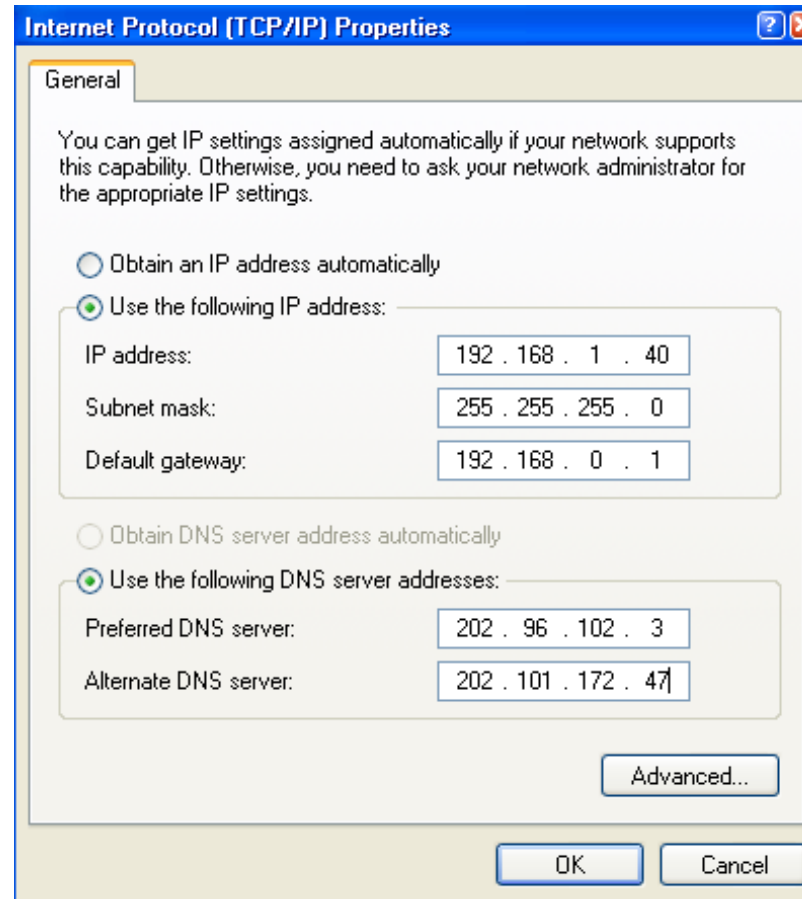 Internet Protocol (TCP/IP) Properties
General
You can get IP settings assigned automatically if your network supports
this capability. Otherwise, you need to ask your network administrator for
the appropriate IP settings.
Obtain an IP address automatically
Use the following IP address:
IP address: 192 . 168 . 1 . 40
Subnet mask: 255 . 255 . 255 . 0
Default gateway: 192 . 168 . 0 . 1
Obtain DNS server address automatically
Use the following DNS server addresses:
Preferred DNS server: 202 . 96 . 102 . 3
Alternate DNS server: 202 . 101 . 172 . 47
Advanced...
OK Cancel